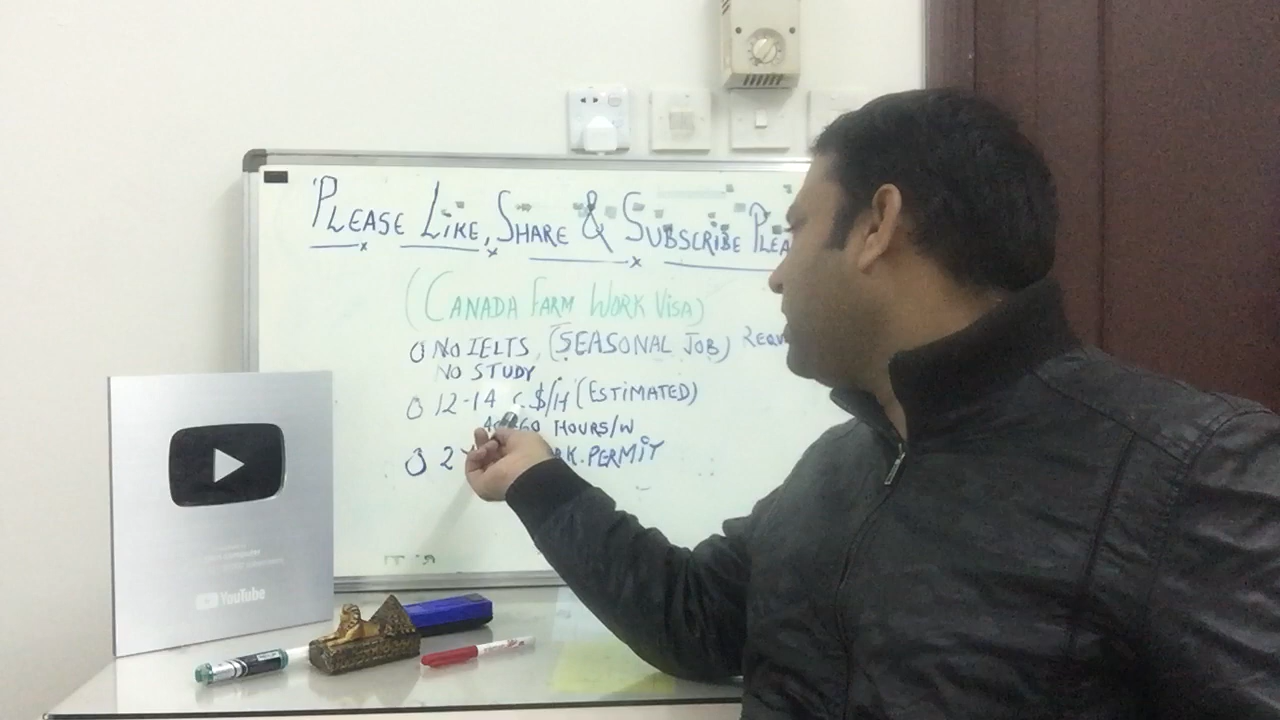 PLEASE LIKE, SHARE & SUBSCRIBE
(CANADA FARM WORK VISA)
NO IELTS, (SEASONAL JOB)
NO STUDY
12-14 $/H (ESTIMATED)
60 HOURS/W
2 PERMIT
YouTube